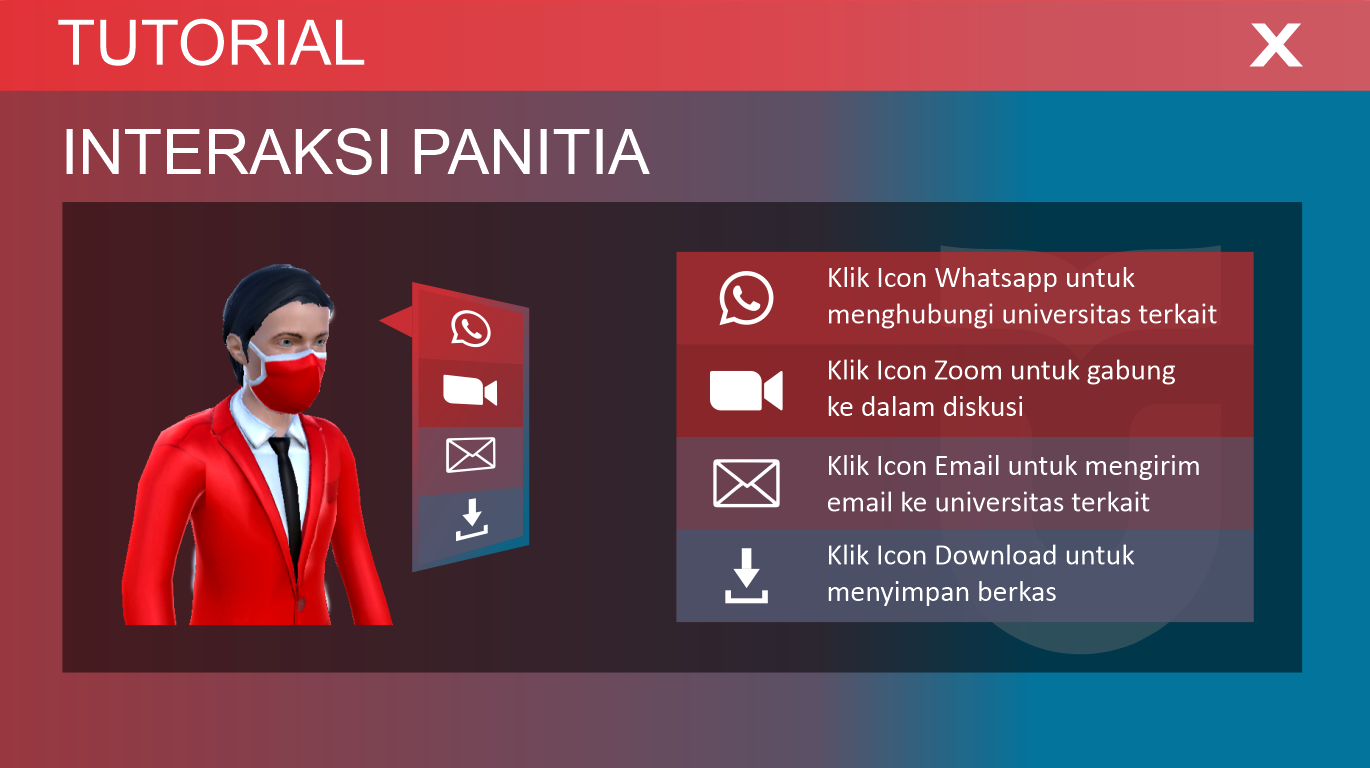 TUTORIAL
X
INTERAKSI PANITIA
Klik Icon Whatsapp untuk
menghubungi universitas terkait
Klik Icon Zoom untuk gabung
ke dalam diskusi
Klik Icon Email untuk mengirim
email ke universitas terkait
Klik Icon Download untuk
menyimpan berkas